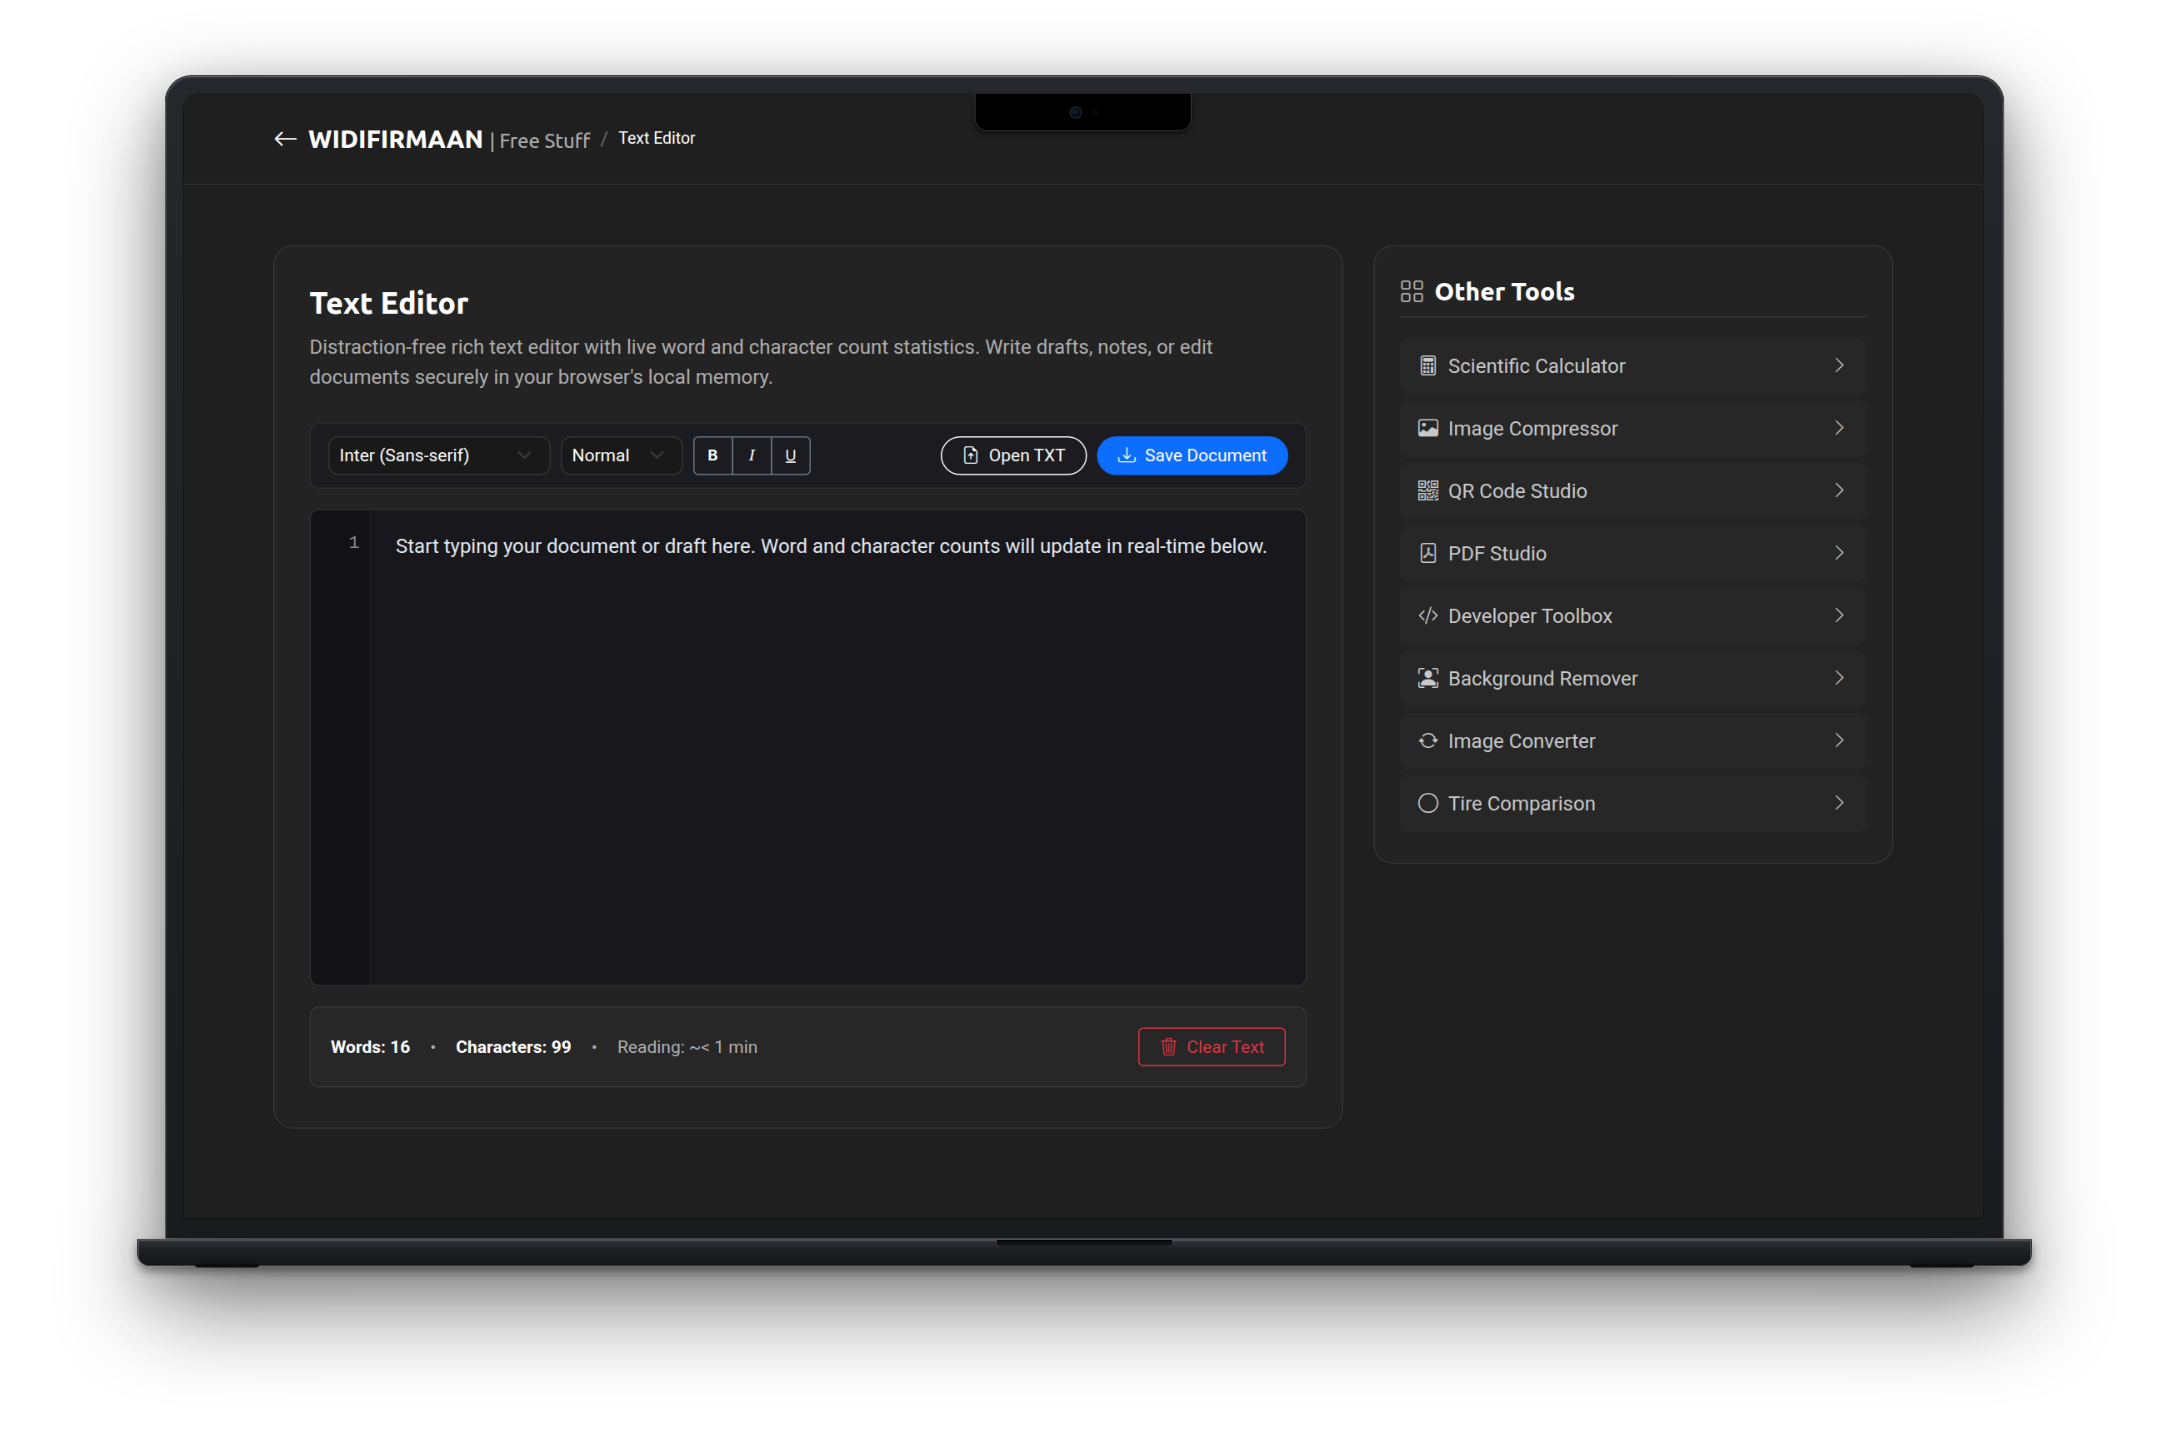 WIDIFIRMAAN | Free Stuff / Text Editor
Text Editor
Distraction-free rich text editor with live word and character count statistics. Write drafts, notes, or edit
documents securely in your browser's local memory.
Inter (Sans-serif) Normal B I U Open TXT Save Document
1 Start typing your document or draft here. Word and character counts will update in real-time below.
Words: 16 • Characters: 99 • Reading: ~< 1 min Clear Text
Other Tools
Scientific Calculator
Image Compressor
QR Code Studio
PDF Studio
Developer Toolbox
Background Remover
Image Converter
Tire Comparison